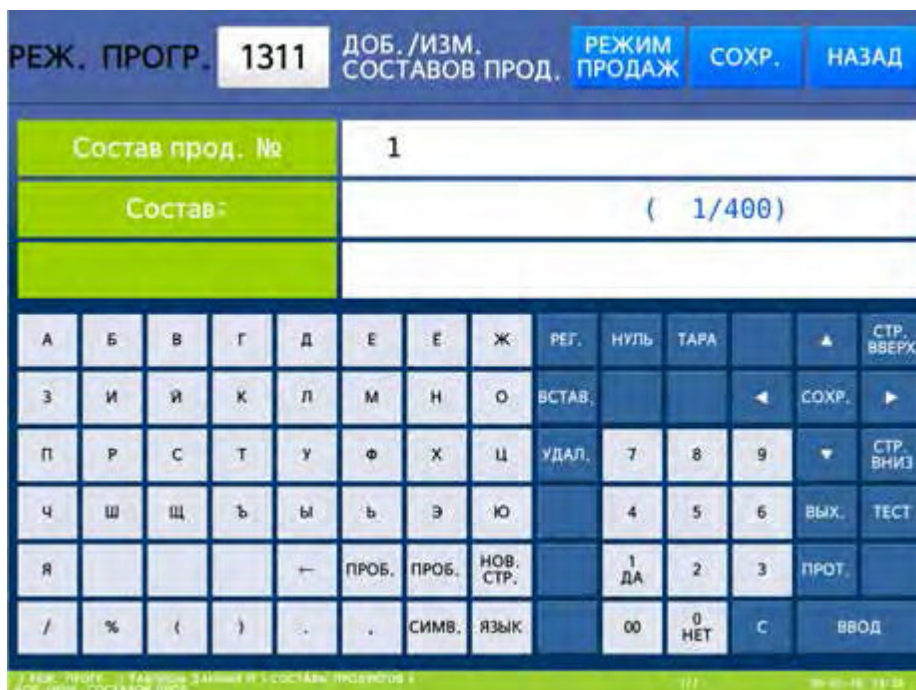 РЕЖ. ПРОГР. 1311 ДОБ./ИЗМ. СОСТАВОВ ПРОД. РЕЖИМ ПРОДАЖ СОХР. НАЗАД
Состав прод. № 1
Состав: ( 1/400)
А Б В Г Д Е Ё Ж РЕГ. НУЛЬ ТАРА ▲ СТР. ВВЕРХ
З И Й К Л М Н О ВСТАВ. ◀ СОХР. ▶
П Р С Т У Ф Х Ц УДАЛ. 7 8 9 ▼ СТР. ВНИЗ
Ч Ш Щ Ъ Ы Ь Э Ю 4 5 6 ВЫХ. ТЕСТ
Я ← ПРОБ. ПРОБ. НОВ. СТР. 1 ДА 2 3 ПРОТ.
/ % ( ) . , СИМВ. ЯЗЫК 00 0 НЕТ С ВВОД